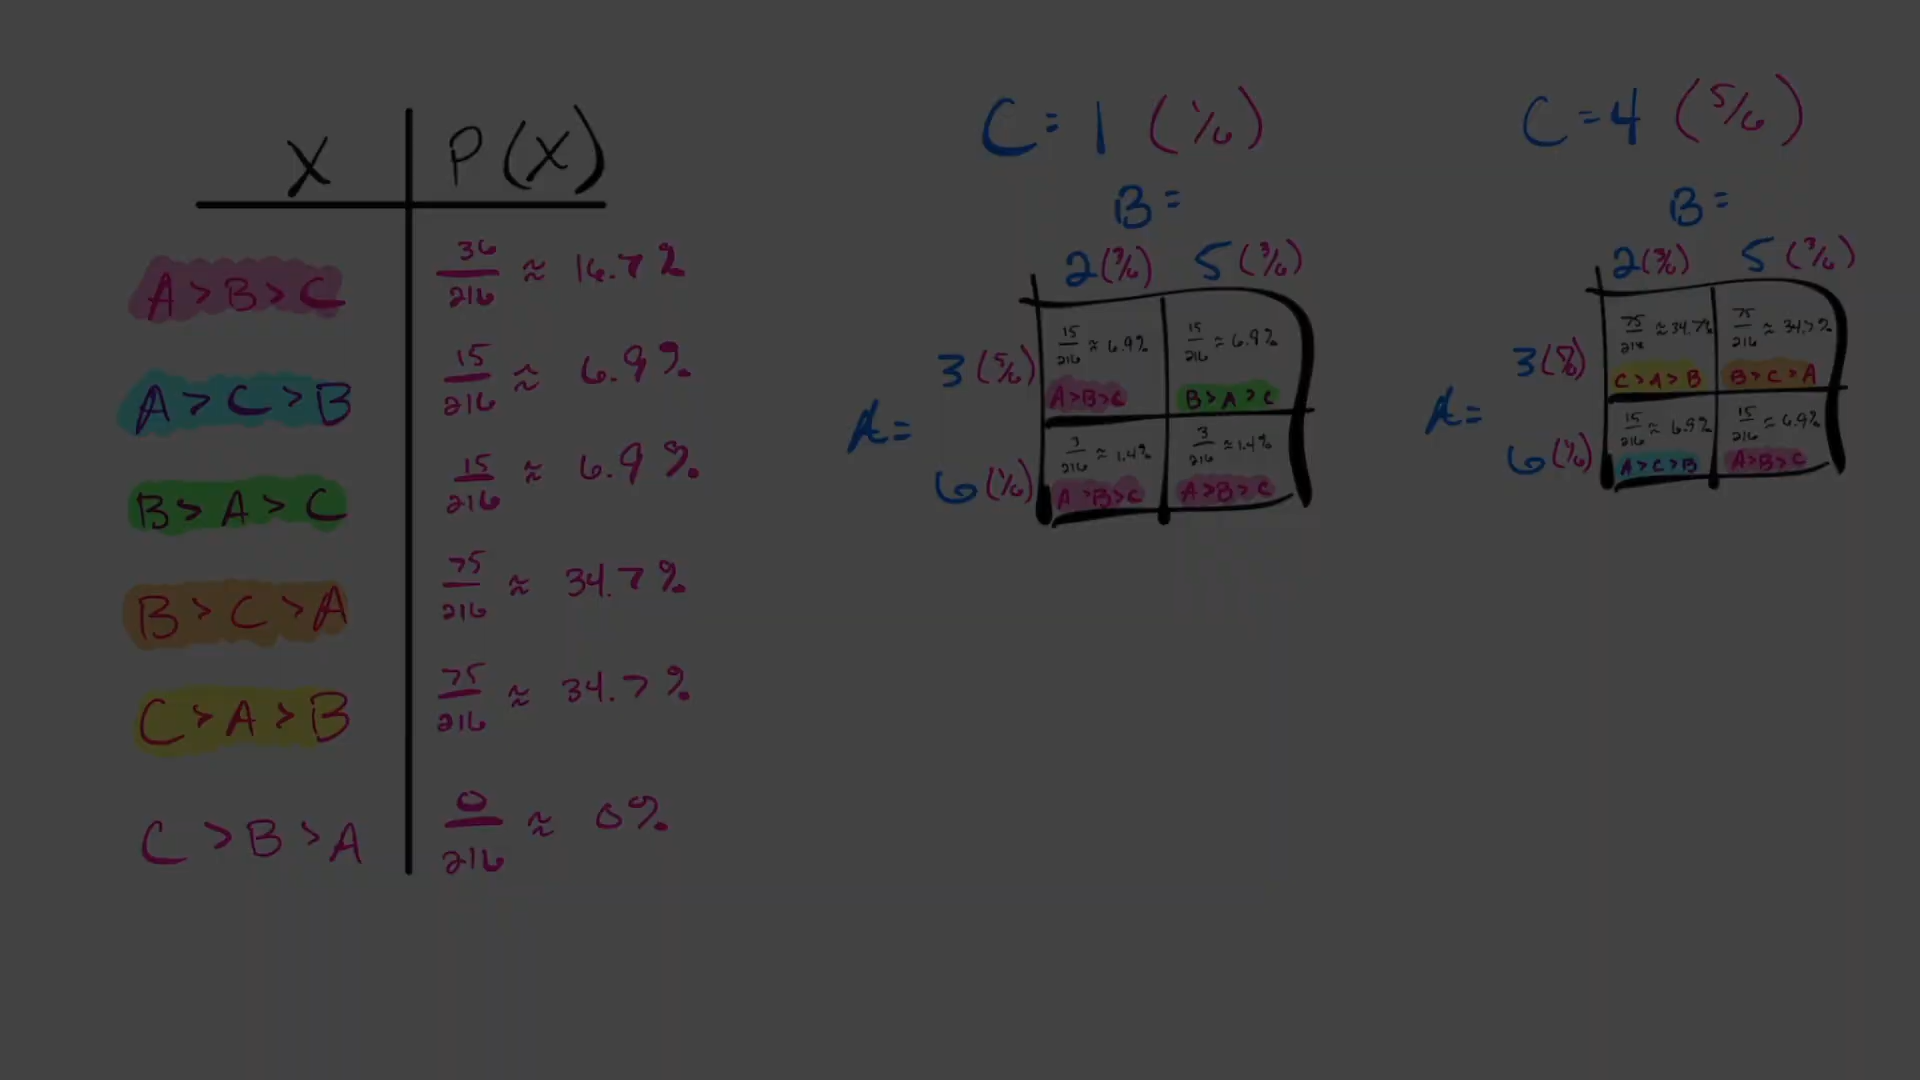 X P(X)
A > B > C 36/216 ≈ 16.7%
A > C > B 15/216 ≈ 6.9%
B > A > C 15/216 ≈ 6.9%
B > C > A 75/216 ≈ 34.7%
C > A > B 75/216 ≈ 34.7%
C > B > A 0/216 ≈ 0%
C = 1 (1/6)
B =
2 (3/6) 5 (3/6)
A =
3 (5/6)
15/216 ≈ 6.9% 15/216 ≈ 6.9%
A > B > C B > A > C
6 (1/6)
3/216 ≈ 1.4% 3/216 ≈ 1.4%
A > B > C A > B > C
C = 4 (5/6)
B =
2 (3/6) 5 (3/6)
A =
3 (5/6)
75/216 ≈ 34.7% 75/216 ≈ 34.7%
C > A > B B > C > A
6 (1/6)
15/216 ≈ 6.9% 15/216 ≈ 6.9%
A > C > B A > B > C